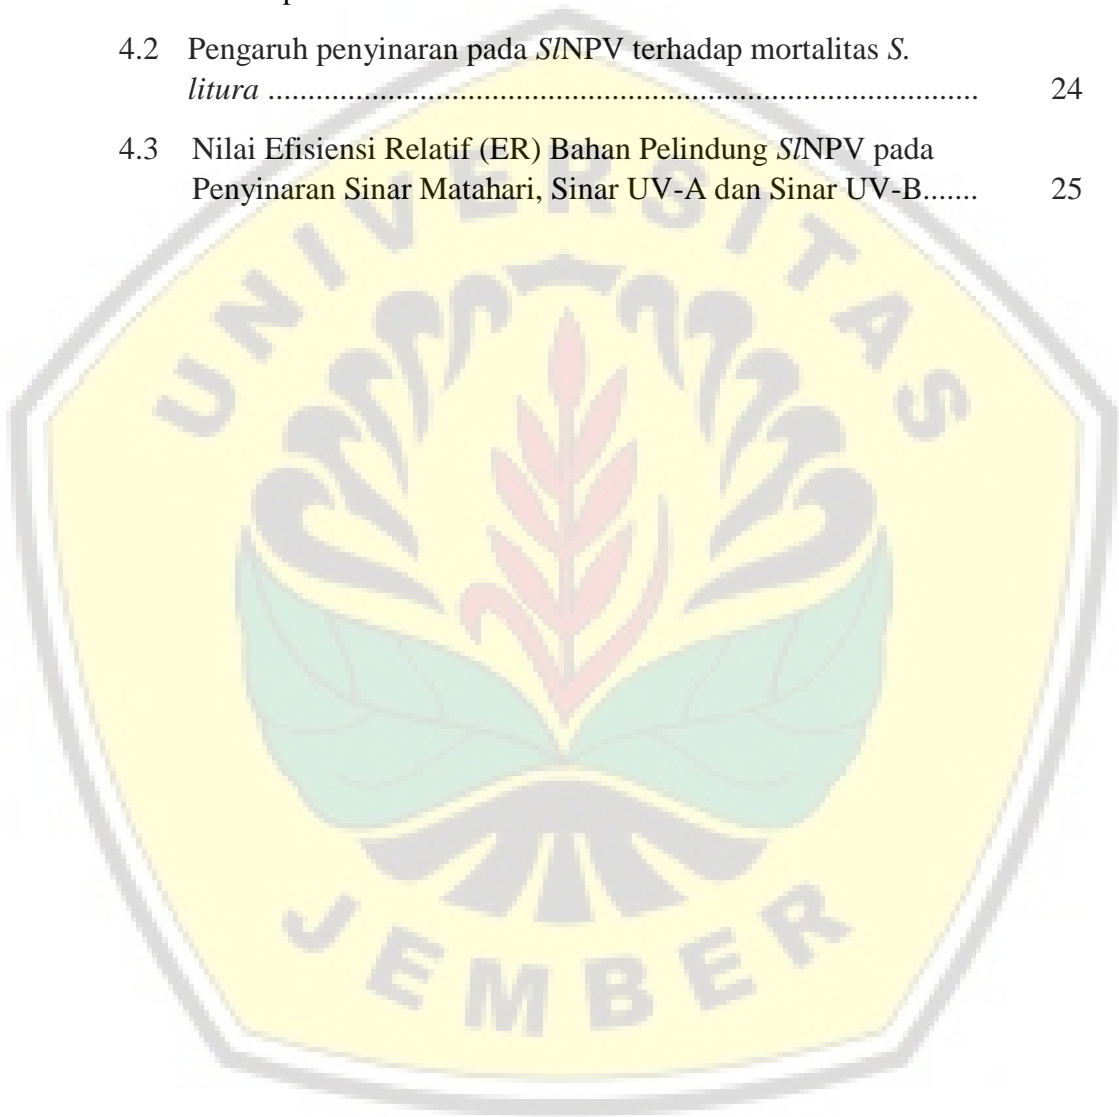 4.2 Pengaruh penyinaran pada SlNPV terhadap mortalitas S.
litura ........................................................................... 24
4.3 Nilai Efisiensi Relatif (ER) Bahan Pelindung SlNPV pada
Penyinaran Sinar Matahari, Sinar UV-A dan Sinar UV-B....... 25
UNIVERSITAS
JEMBER